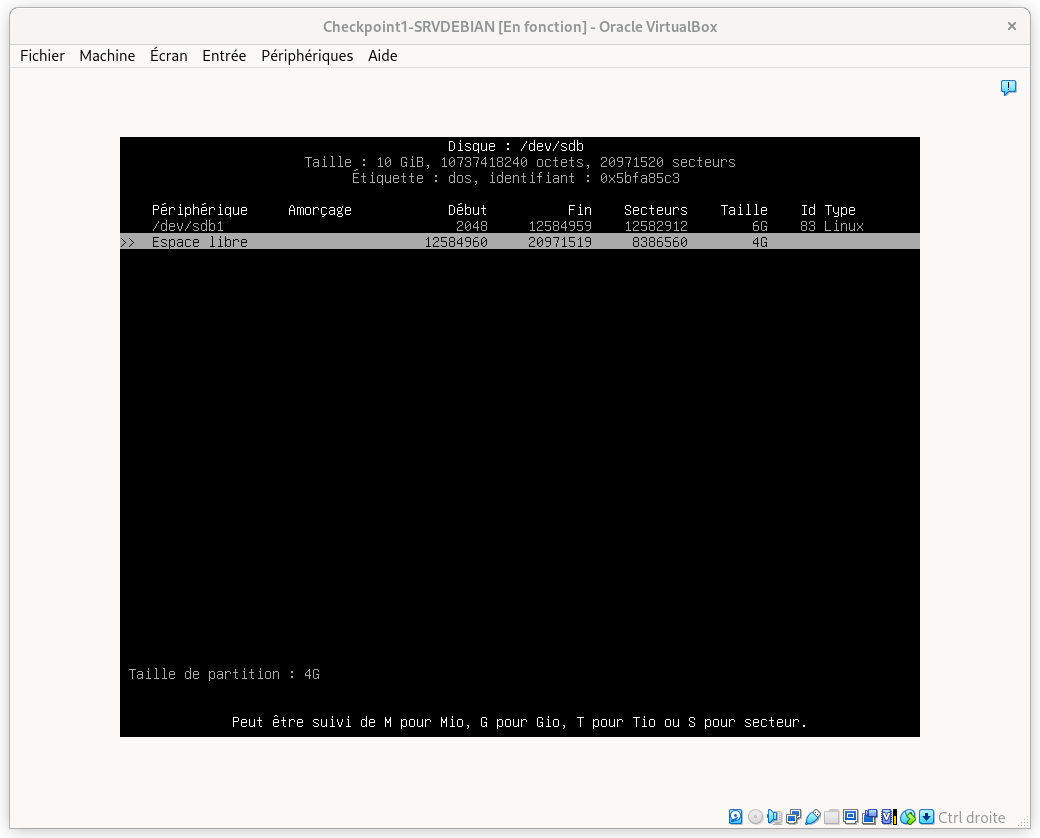 Checkpoint1-SRVDEBIAN [En fonction] - Oracle VirtualBox
Fichier Machine Écran Entrée Périphériques Aide
Disque : /dev/sdb
Taille : 10 GiB, 10737418240 octets, 20971520 secteurs
Étiquette : dos, identifiant : 0x5bfa85c3
Périphérique Amorçage Début Fin Secteurs Taille Id Type
/dev/sdb1 2048 12584959 12582912 6G 83 Linux
>> Espace libre 12584960 20971519 8386560 4G
Taille de partition : 4G
Peut être suivi de M pour Mio, G pour Gio, T pour Tio ou S pour secteur.
Ctrl droite